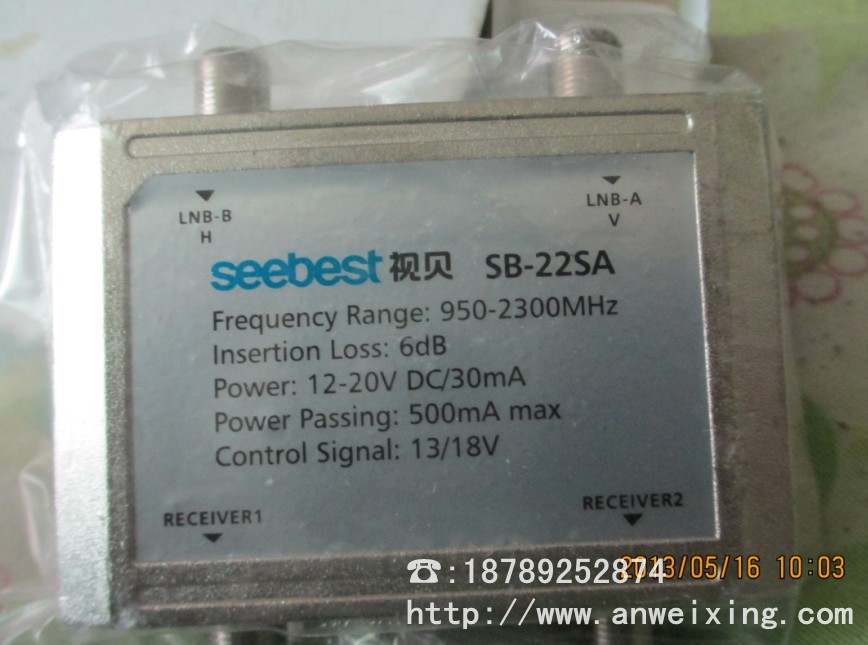 LNB-B
H
LNB-A
V
seebest 视贝 SB-22SA
Frequency Range: 950-2300MHz
Insertion Loss: 6dB
Power: 12-20V DC/30mA
Power Passing: 500mA max
Control Signal: 13/18V
RECEIVER1
RECEIVER2
☎:18789252874
2013/05/16 10:03
http://www.anweixing.com